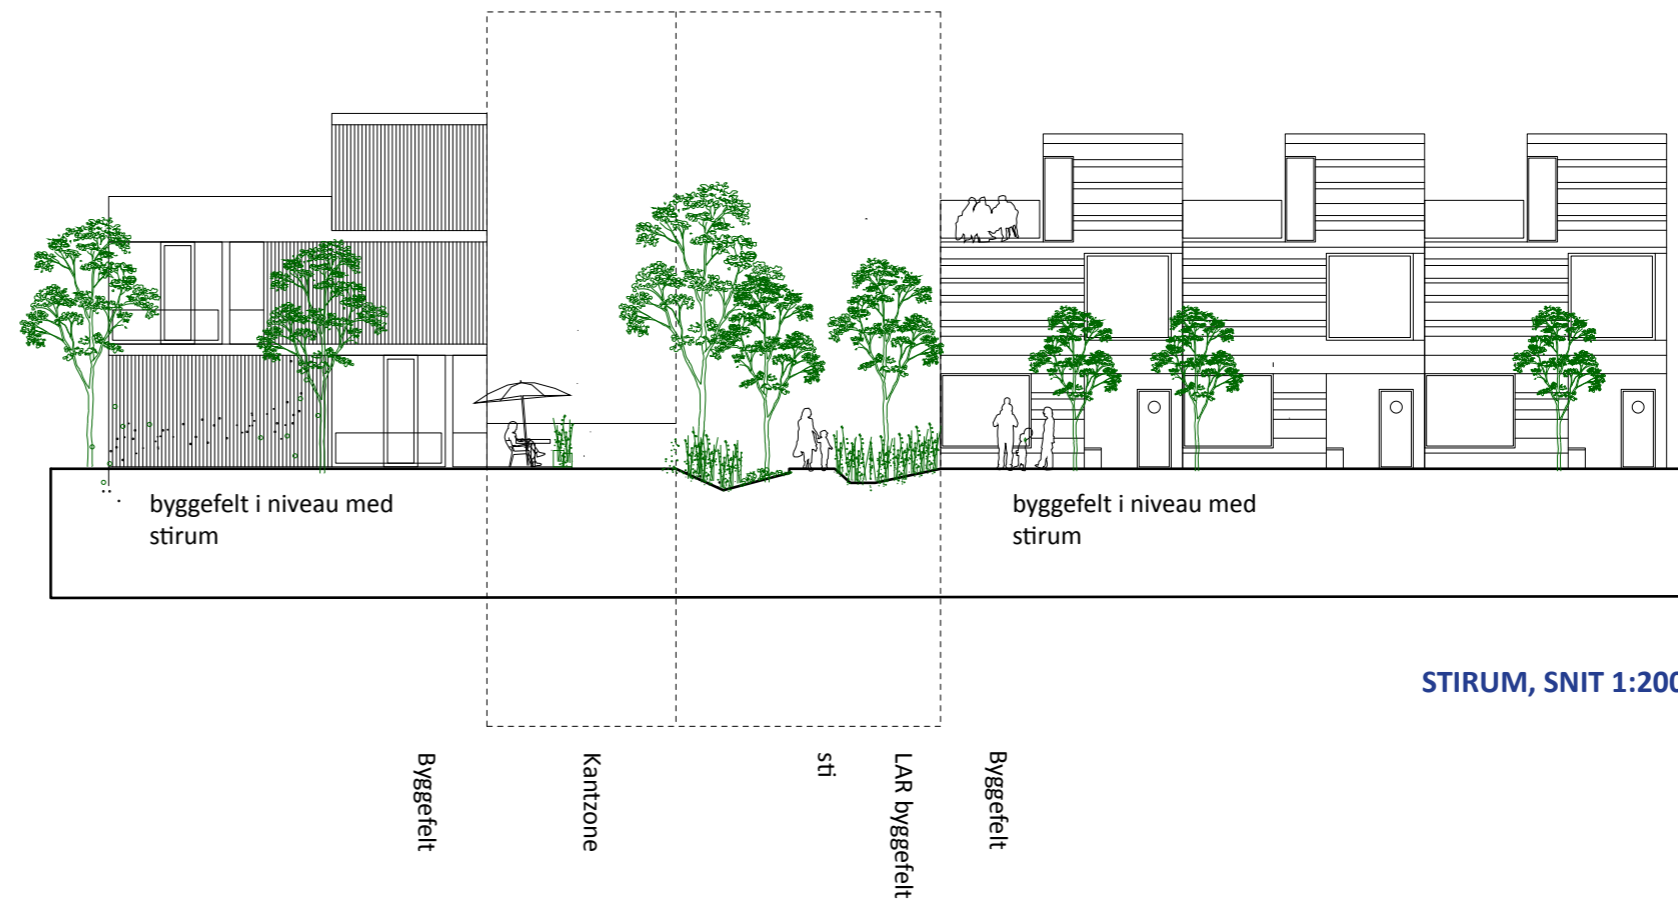 byggefelt i niveau med
stirum
byggefelt i niveau med
stirum
STIRUM, SNIT 1:200
Byggefelt
Kantzone
sti
LAR byggefelt
Byggefelt